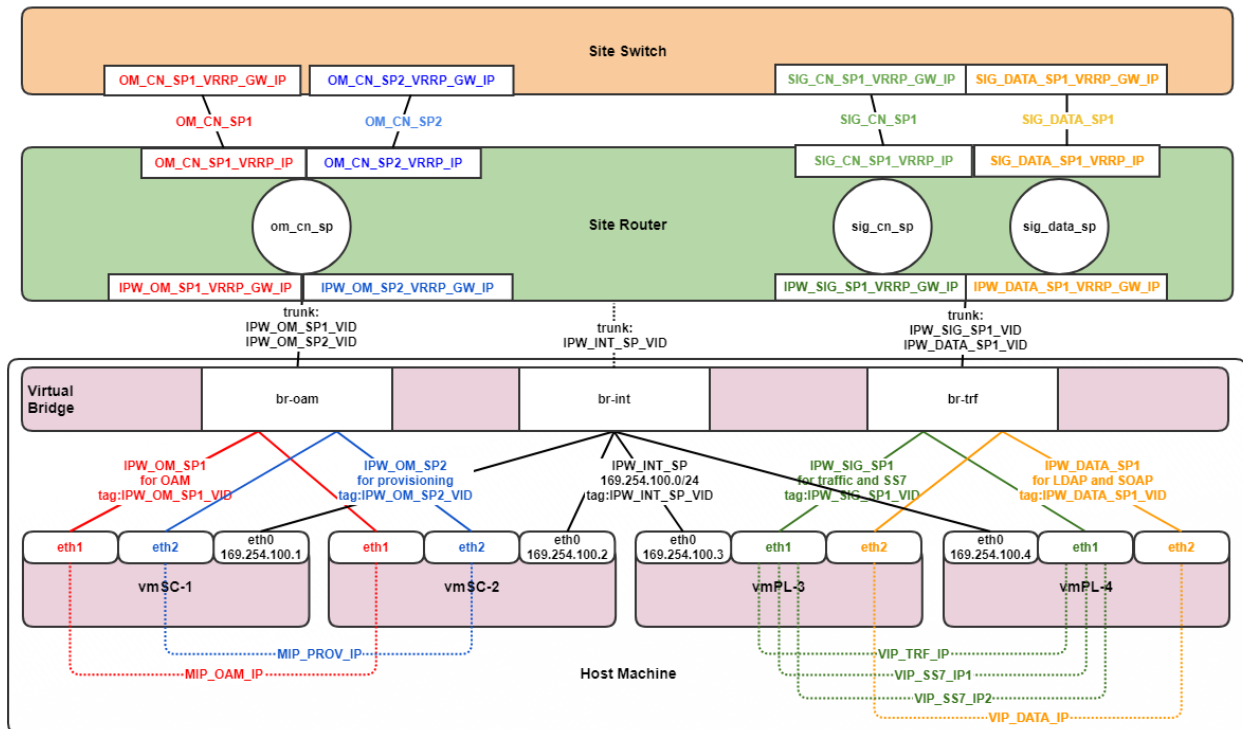 Site Switch
OM_CN_SP1_VRRP_GW_IP
OM_CN_SP2_VRRP_GW_IP
SIG_CN_SP1_VRRP_GW_IP
SIG_DATA_SP1_VRRP_GW_IP
OM_CN_SP1
OM_CN_SP2
SIG_CN_SP1
SIG_DATA_SP1
OM_CN_SP1_VRRP_IP
OM_CN_SP2_VRRP_IP
SIG_CN_SP1_VRRP_IP
SIG_DATA_SP1_VRRP_IP
om_cn_sp
Site Router
sig_cn_sp
sig_data_sp
IPW_OM_SP1_VRRP_GW_IP
IPW_OM_SP2_VRRP_GW_IP
IPW_SIG_SP1_VRRP_GW_IP
IPW_DATA_SP1_VRRP_GW_IP
trunk:
IPW_OM_SP1_VID
IPW_OM_SP2_VID
trunk:
IPW_INT_SP_VID
trunk:
IPW_SIG_SP1_VID
IPW_DATA_SP1_VID
Virtual
Bridge
br-oam
br-int
br-trf
IPW_OM_SP1
for OAM
tag:IPW_OM_SP1_VID
IPW_OM_SP2
for provisioning
tag:IPW_OM_SP2_VID
IPW_INT_SP
169.254.100.0/24
tag:IPW_INT_SP_VID
IPW_SIG_SP1
for traffic and SS7
tag:IPW_SIG_SP1_VID
IPW_DATA_SP1
for LDAP and SOAP
tag:IPW_DATA_SP1_VID
eth1
eth2
eth0
169.254.100.1
vmSC-1
eth1
eth2
eth0
169.254.100.2
vmSC-2
eth0
169.254.100.3
eth1
eth2
vmPL-3
eth0
169.254.100.4
eth1
eth2
vmPL-4
MIP_PROV_IP
MIP_OAM_IP
Host Machine
VIP_TRF_IP
VIP_SS7_IP1
VIP_SS7_IP2
VIP_DATA_IP